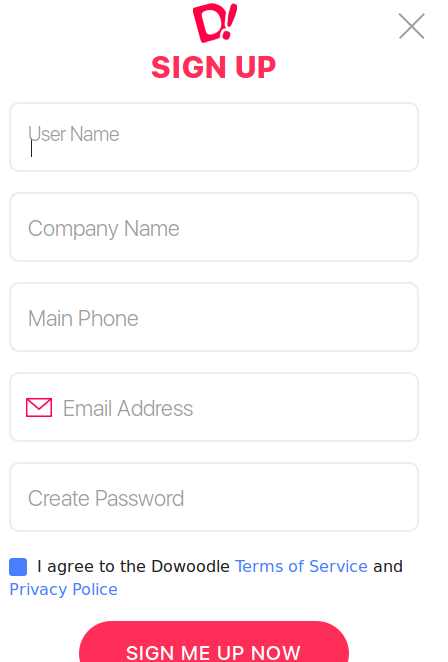 D!
SIGN UP
User Name
Company Name
Main Phone
Email Address
Create Password
I agree to the Dowoodle Terms of Service and
Privacy Police
SIGN ME UP NOW